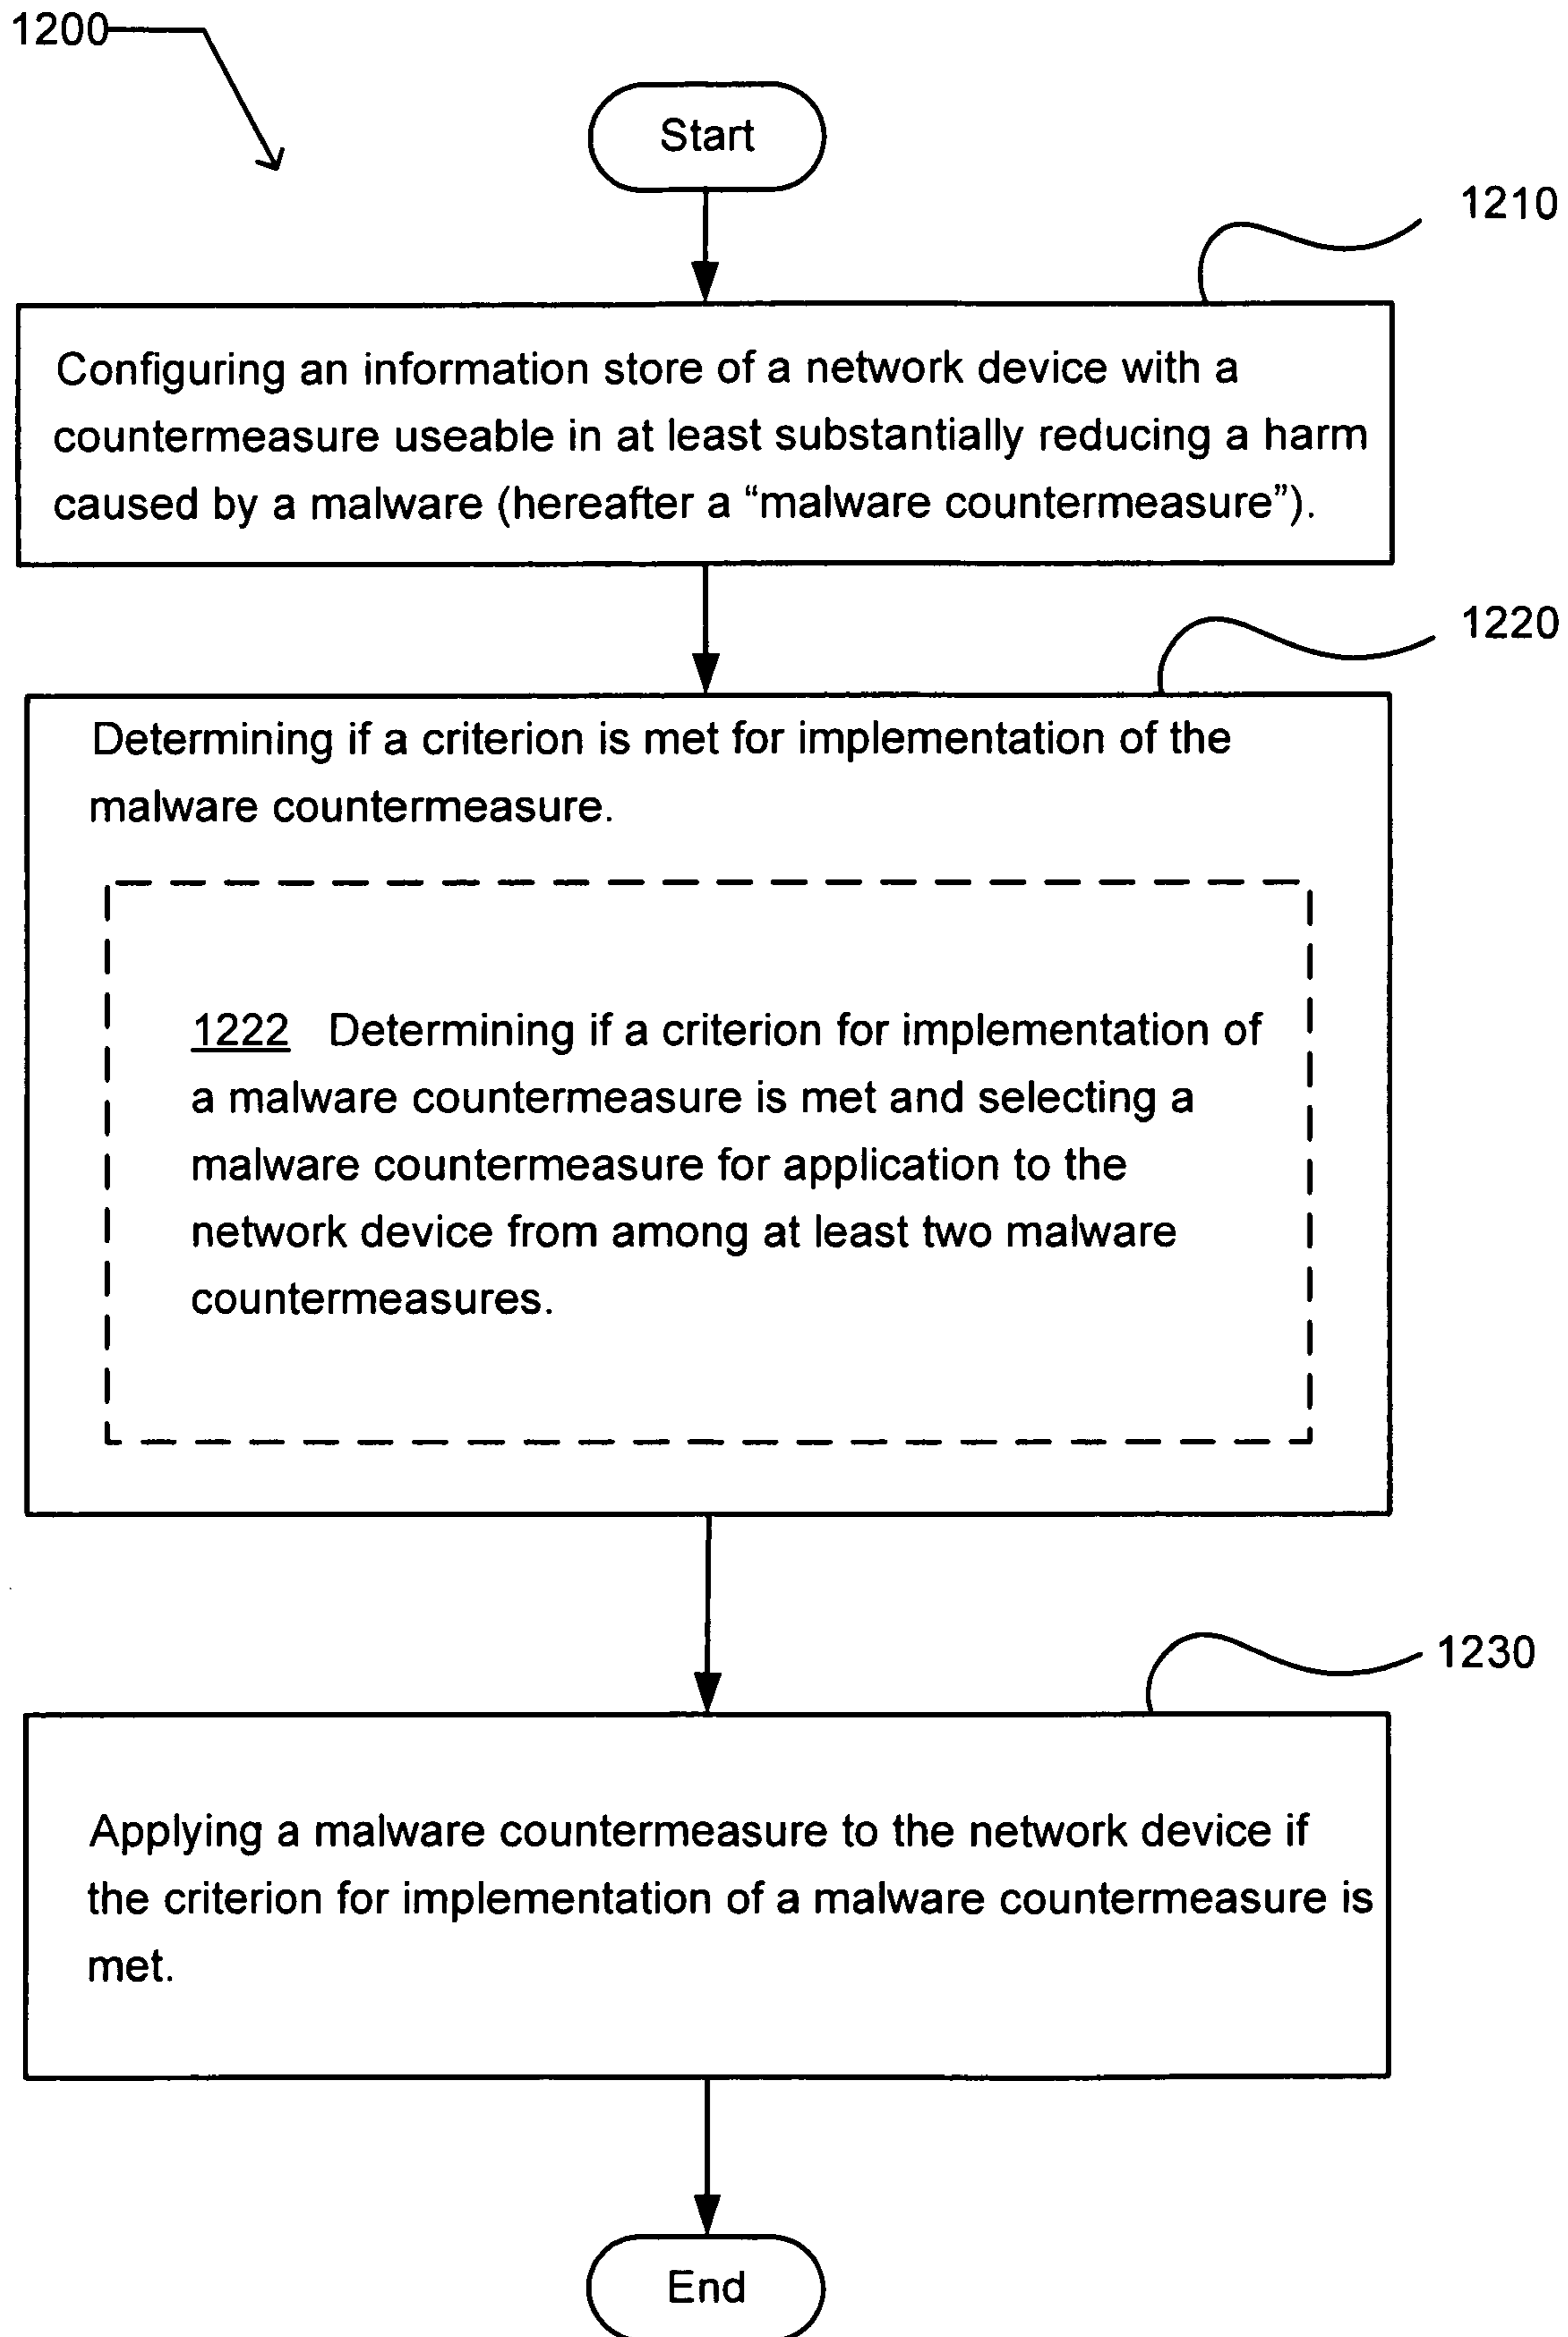 1200
Start
1210
Configuring an information store of a network device with a
countermeasure useable in at least substantially reducing a harm
caused by a malware (hereafter a “malware countermeasure”).
1220
Determining if a criterion is met for implementation of the
malware countermeasure.
1222 Determining if a criterion for implementation of
a malware countermeasure is met and selecting a
malware countermeasure for application to the
network device from among at least two malware
countermeasures.
1230
Applying a malware countermeasure to the network device if
the criterion for implementation of a malware countermeasure is
met.
End